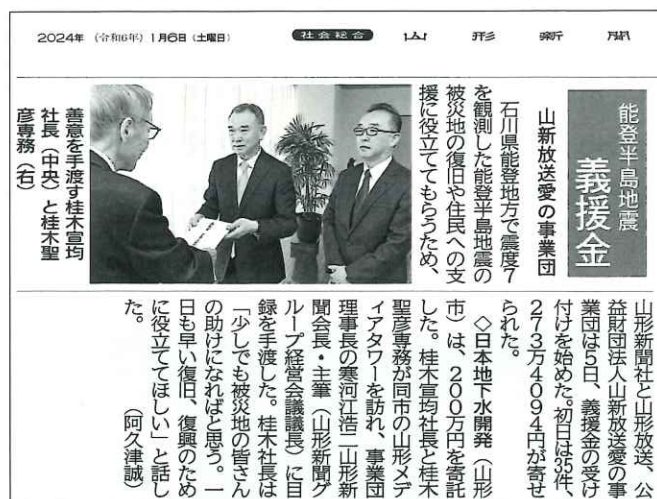 2024年 (令和6年) 1月6日 (土曜日)
社会総合
山形新聞
能登半島地震
義援金
山新放送愛の事業団
石川県能登地方で震度7
を観測した能登半島地震の
被災地の復旧や住民への支
援に役立ててもらうため、
善意を手渡す桂木宣均
社長(中央)と桂木聖
彦専務(右)
山形新聞社と山形放送、公
益財団法人山新放送愛の事
業団は5日、義援金の受け
付けを始めた。初日は35件、
273万4094円が寄せ
られた。
◇日本地下水開発(山形
市)は、200万円を寄託
した。桂木宣均社長と桂木
聖彦専務が同市の山形メデ
ィアタワーを訪れ、事業団
理事長の寒河江浩二山形新
聞会長・主筆(山形新聞グ
ループ経営会議議長)に目
録を手渡した。桂木社長は
「少しでも被災地の皆さん
の助けになればと思う。一
日も早い復旧、復興のため
に役立ててほしい」と話し
た。
(阿久津誠)